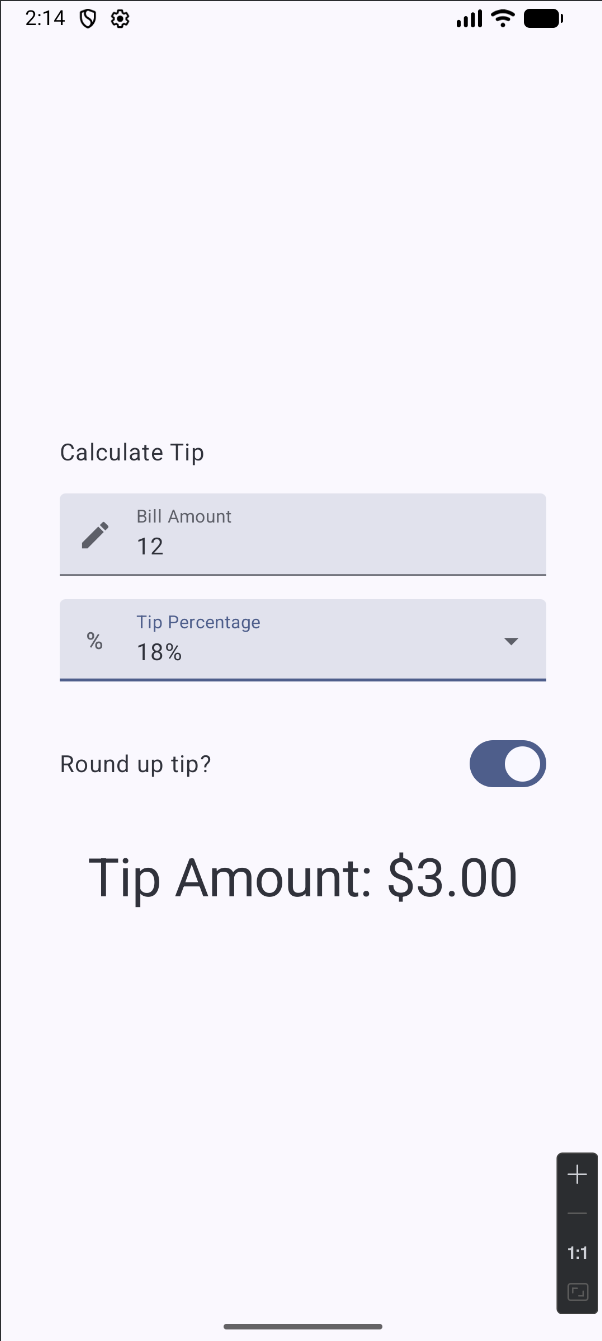 2:14
Calculate Tip
Bill Amount
12
%
Tip Percentage
18%
Round up tip?
Tip Amount: $3.00
1:1